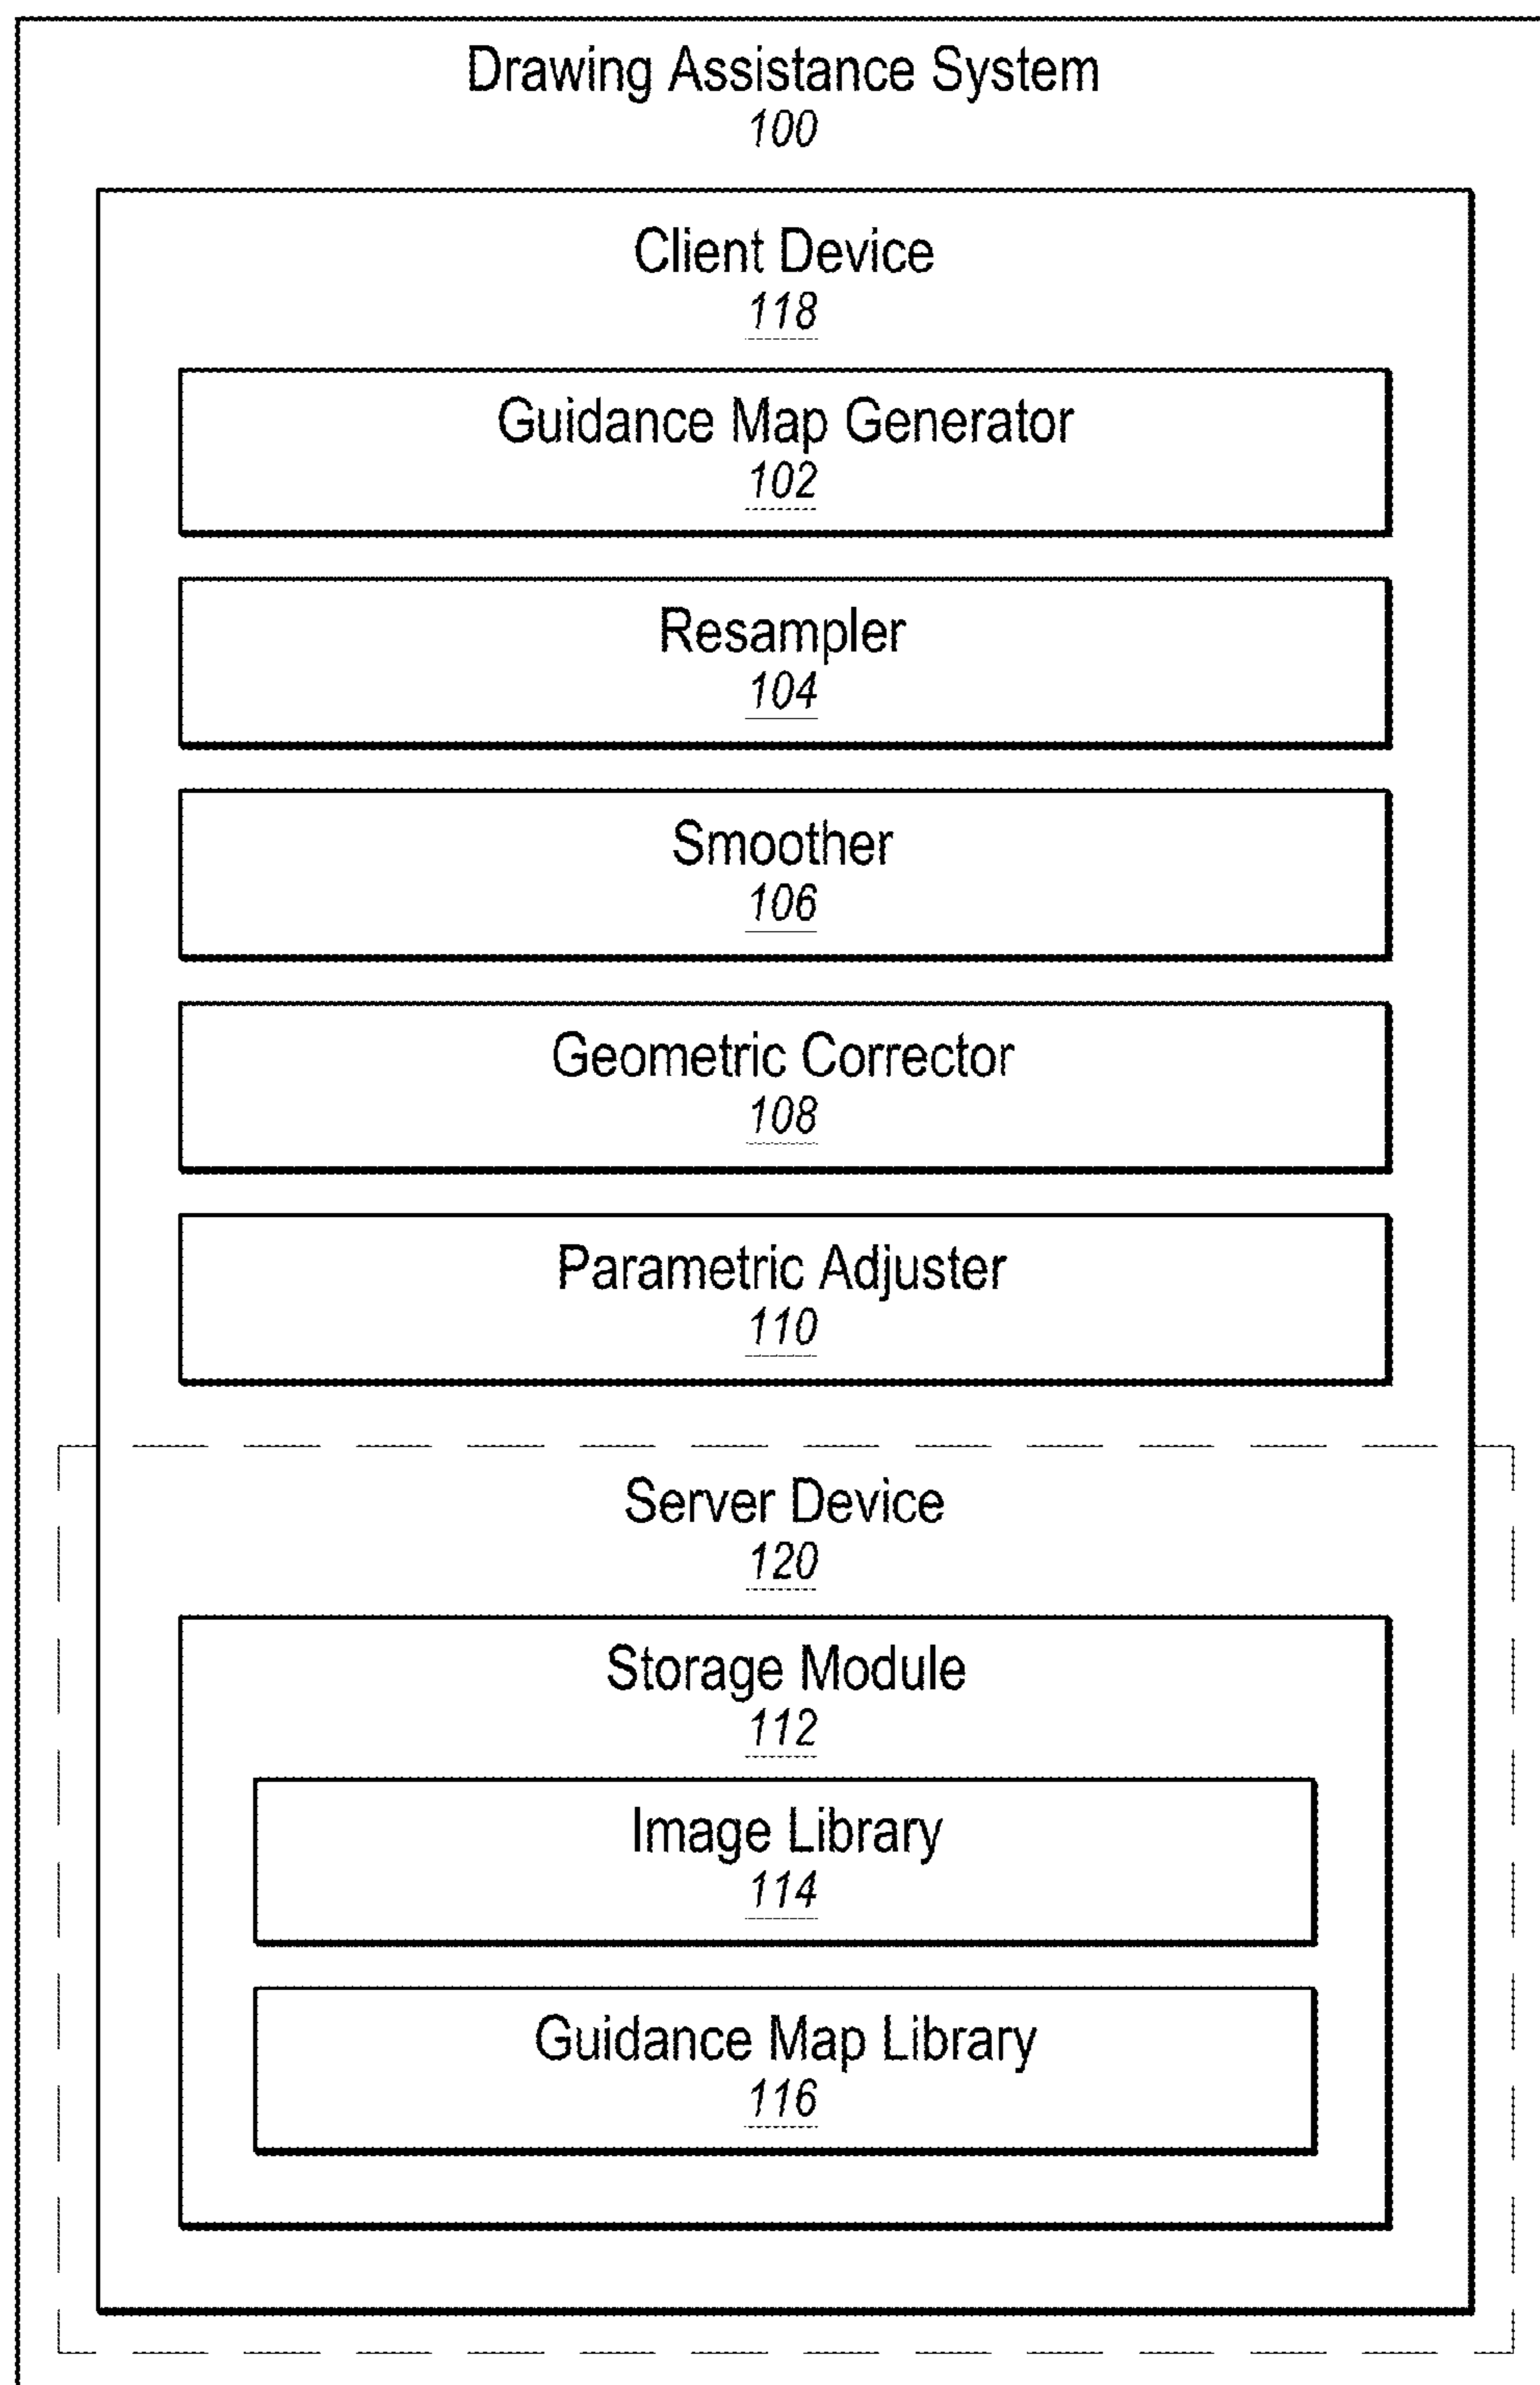 Drawing Assistance System
100
Client Device
118
Guidance Map Generator
102
Resampler
104
Smoother
106
Geometric Corrector
108
Parametric Adjuster
110
Server Device
120
Storage Module
112
Image Library
114
Guidance Map Library
116